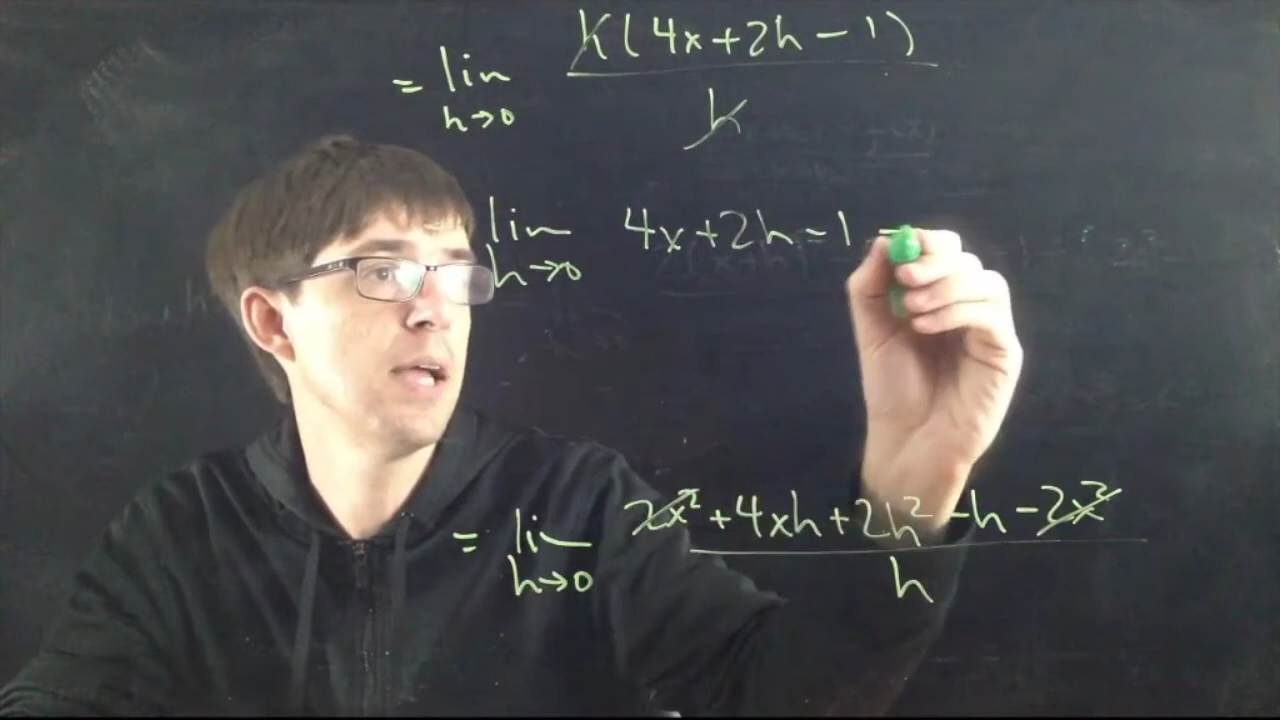 = lim h(4x+2h-1)
h→0 h
lim 4x+2h-1 =
h→0
= lim 2x²+4xh+2h²-h-2x²
h→0 h